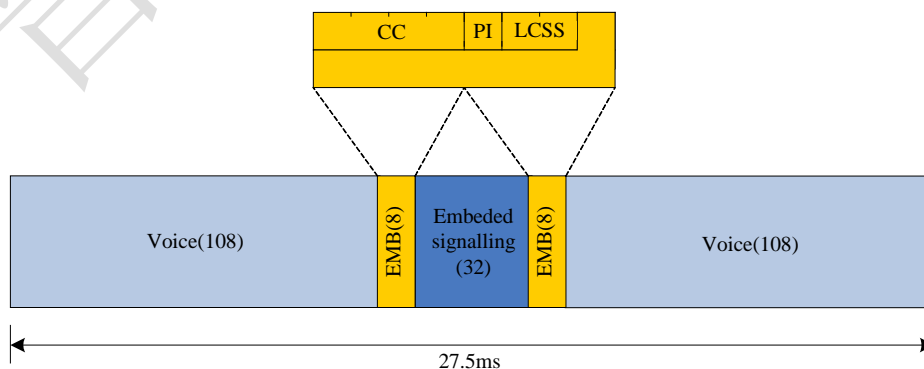 CC PI LCSS
Voice(108)
EMB(8)
Embeded
signalling
(32)
EMB(8)
Voice(108)
27.5ms